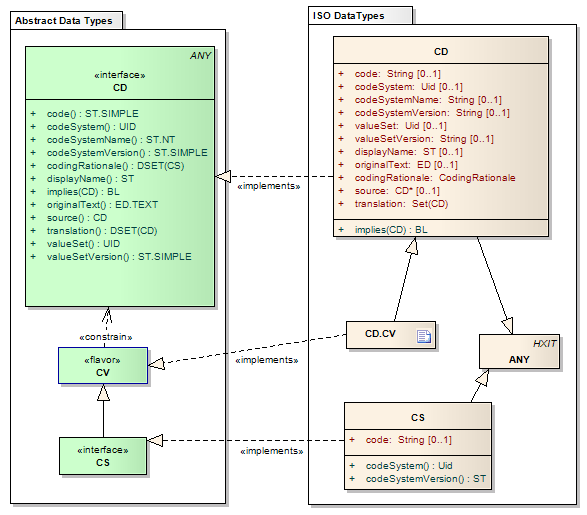 Abstract Data Types
ANY
«interface»
CD
+ code() : ST.SIMPLE
+ codeSystem() : UID
+ codeSystemName() : ST.NT
+ codeSystemVersion() : ST.SIMPLE
+ codingRationale() : DSET(CS)
+ displayName() : ST
+ implies(CD) : BL
+ originalText() : ED.TEXT
+ source() : CD
+ translation() : DSET(CD)
+ valueSet() : UID
+ valueSetVersion() : ST.SIMPLE
«constrain»
«flavor»
CV
«interface»
CS
«implements»
«implements»
«implements»
ISO DataTypes
CD
+ code: String [0..1]
+ codeSystem: Uid [0..1]
+ codeSystemName: String [0..1]
+ codeSystemVersion: String [0..1]
+ valueSet: Uid [0..1]
+ valueSetVersion: String [0..1]
+ displayName: ST [0..1]
+ originalText: ED [0..1]
+ codingRationale: CodingRationale
+ source: CD* [0..1]
+ translation: Set(CD)
+ implies(CD) : BL
CD.CV
HXIT
ANY
CS
+ code: String [0..1]
+ codeSystem() : Uid
+ codeSystemVersion() : ST